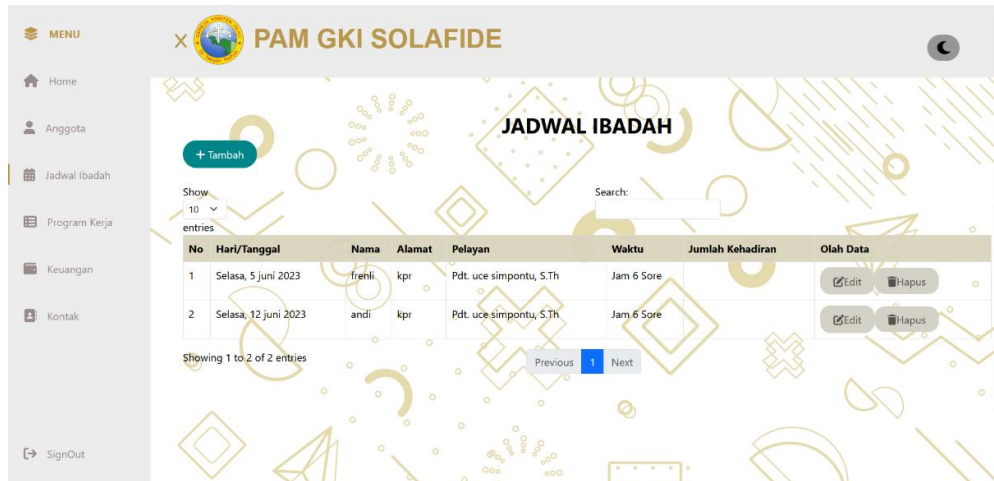 MENU
PAM GKI SOLAFIDE
Home
Anggota
Jadwal Ibadah
Program Kerja
Keuangan
Kontak
SignOut
JADWAL IBADAH
+ Tambah
Show
10
entries
Search:
No Hari/Tanggal Nama Alamat Pelayan Waktu Jumlah Kehadiran Olah Data
1 Selasa, 5 juni 2023 frenli kpr Pdt. uce simpontu, S.Th Jam 6 Sore Edit Hapus
2 Selasa, 12 juni 2023 andi kpr Pdt. uce simpontu, S.Th Jam 6 Sore Edit Hapus
Showing 1 to 2 of 2 entries
Previous 1 Next